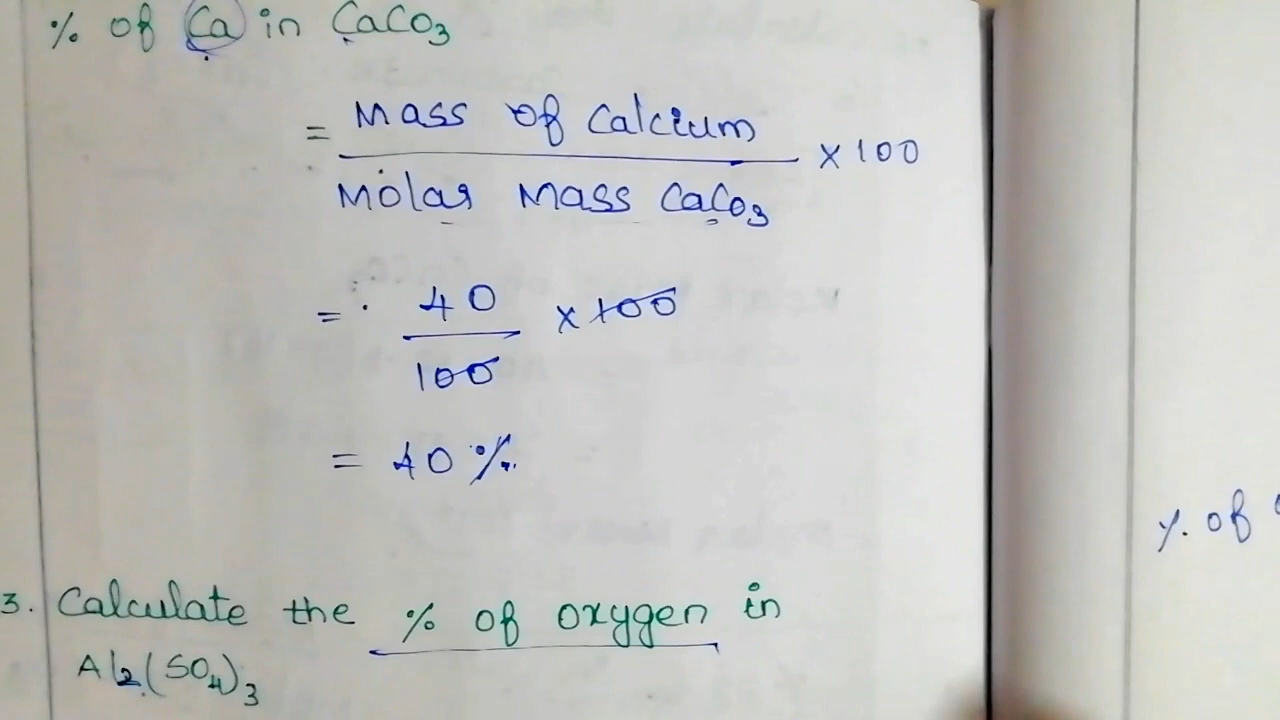 % of Ca in CaCO3
= Mass of Calcium
× 100
Molar Mass CaCO3
= 40
× 100
100
= 40 %
3. Calculate the % of oxygen in
Al2(SO4)3
% of